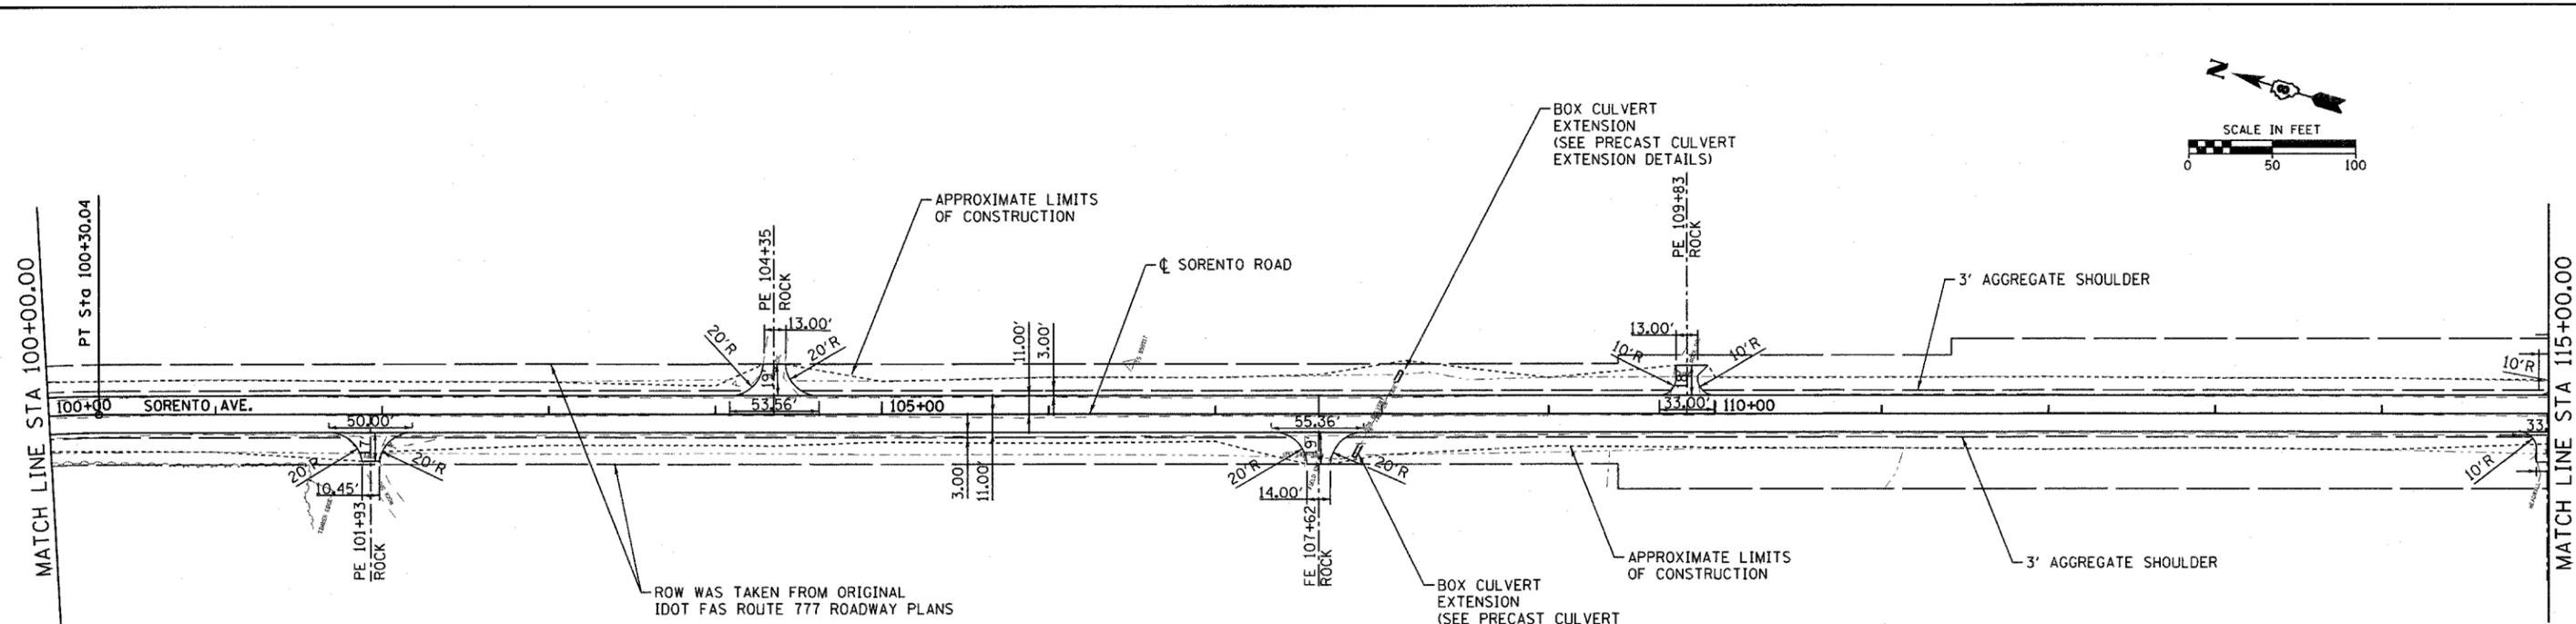 N
8
SCALE IN FEET
0 50 100
BOX CULVERT
EXTENSION
(SEE PRECAST CULVERT
EXTENSION DETAILS)
APPROXIMATE LIMITS
OF CONSTRUCTION
℄ SORENTO ROAD
3' AGGREGATE SHOULDER
MATCH LINE STA 100+00.00
PT Sta 100+30.04
PE 104+35
ROCK
PE 109+83
ROCK
MATCH LINE STA 115+00.00
20'R
13.00'
20'R
19'
53.56'
11.00'
3.00'
13.00'
10'R
10'R
33.00'
10'R
100+00
SORENTO AVE.
105+00
110+00
50.00'
20'R
20'R
10.45'
PE 101+93
ROCK
3.00'
11.00'
55.36'
20'R
20'R
14.00'
FE 107+62
ROCK
33.
10'R
ROW WAS TAKEN FROM ORIGINAL
IDOT FAS ROUTE 777 ROADWAY PLANS
BOX CULVERT
EXTENSION
(SEE PRECAST CULVERT
APPROXIMATE LIMITS
OF CONSTRUCTION
3' AGGREGATE SHOULDER